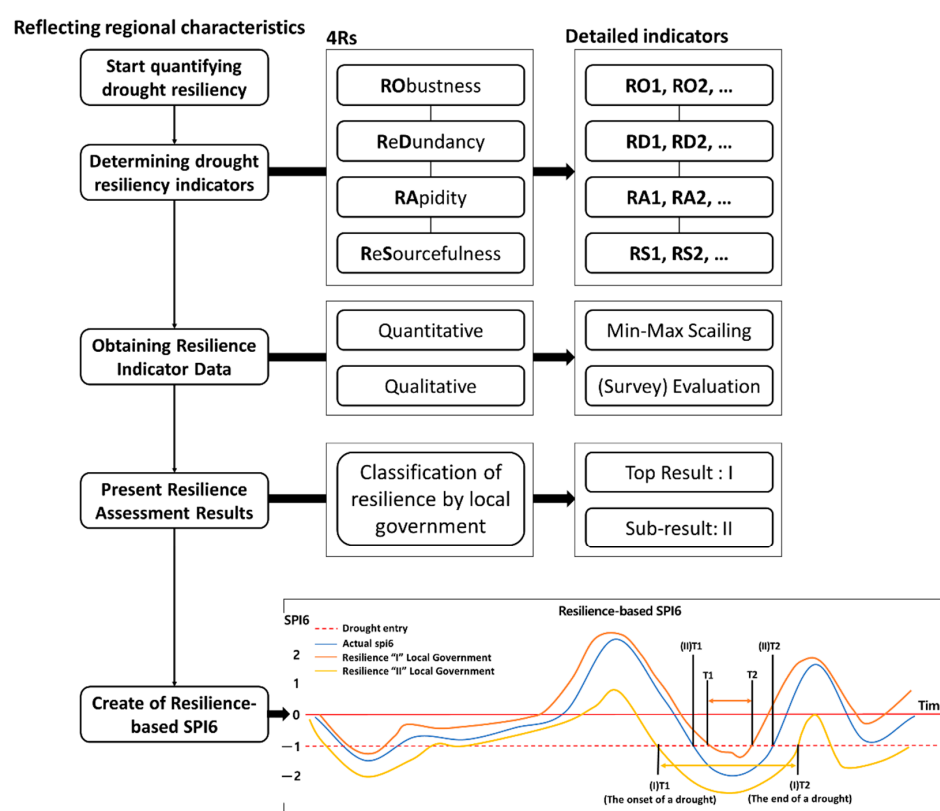 Reflecting regional characteristics
Start quantifying
drought resiliency
Determining drought
resiliency indicators
Obtaining Resilience
Indicator Data
Present Resilience
Assessment Results
Create of Resilience-
based SPI6
4Rs
RObustness
ReDundancy
RApidity
ReSourcefulness
Detailed indicators
RO1, RO2, ...
RD1, RD2, ...
RA1, RA2, ...
RS1, RS2, ...
Quantitative
Qualitative
Min-Max Scailing
(Survey) Evaluation
Classification of
resilience by local
government
Top Result : I
Sub-result: II
Resilience-based SPI6
SPI6
Drought entry
Actual spi6
Resilience "I" Local Government
Resilience "II" Local Government
2
1
0
−1
−2
(II)T1
(II)T2
T1
T2
Tim
(I)T1
(The onset of a drought)
(I)T2
(The end of a drought)